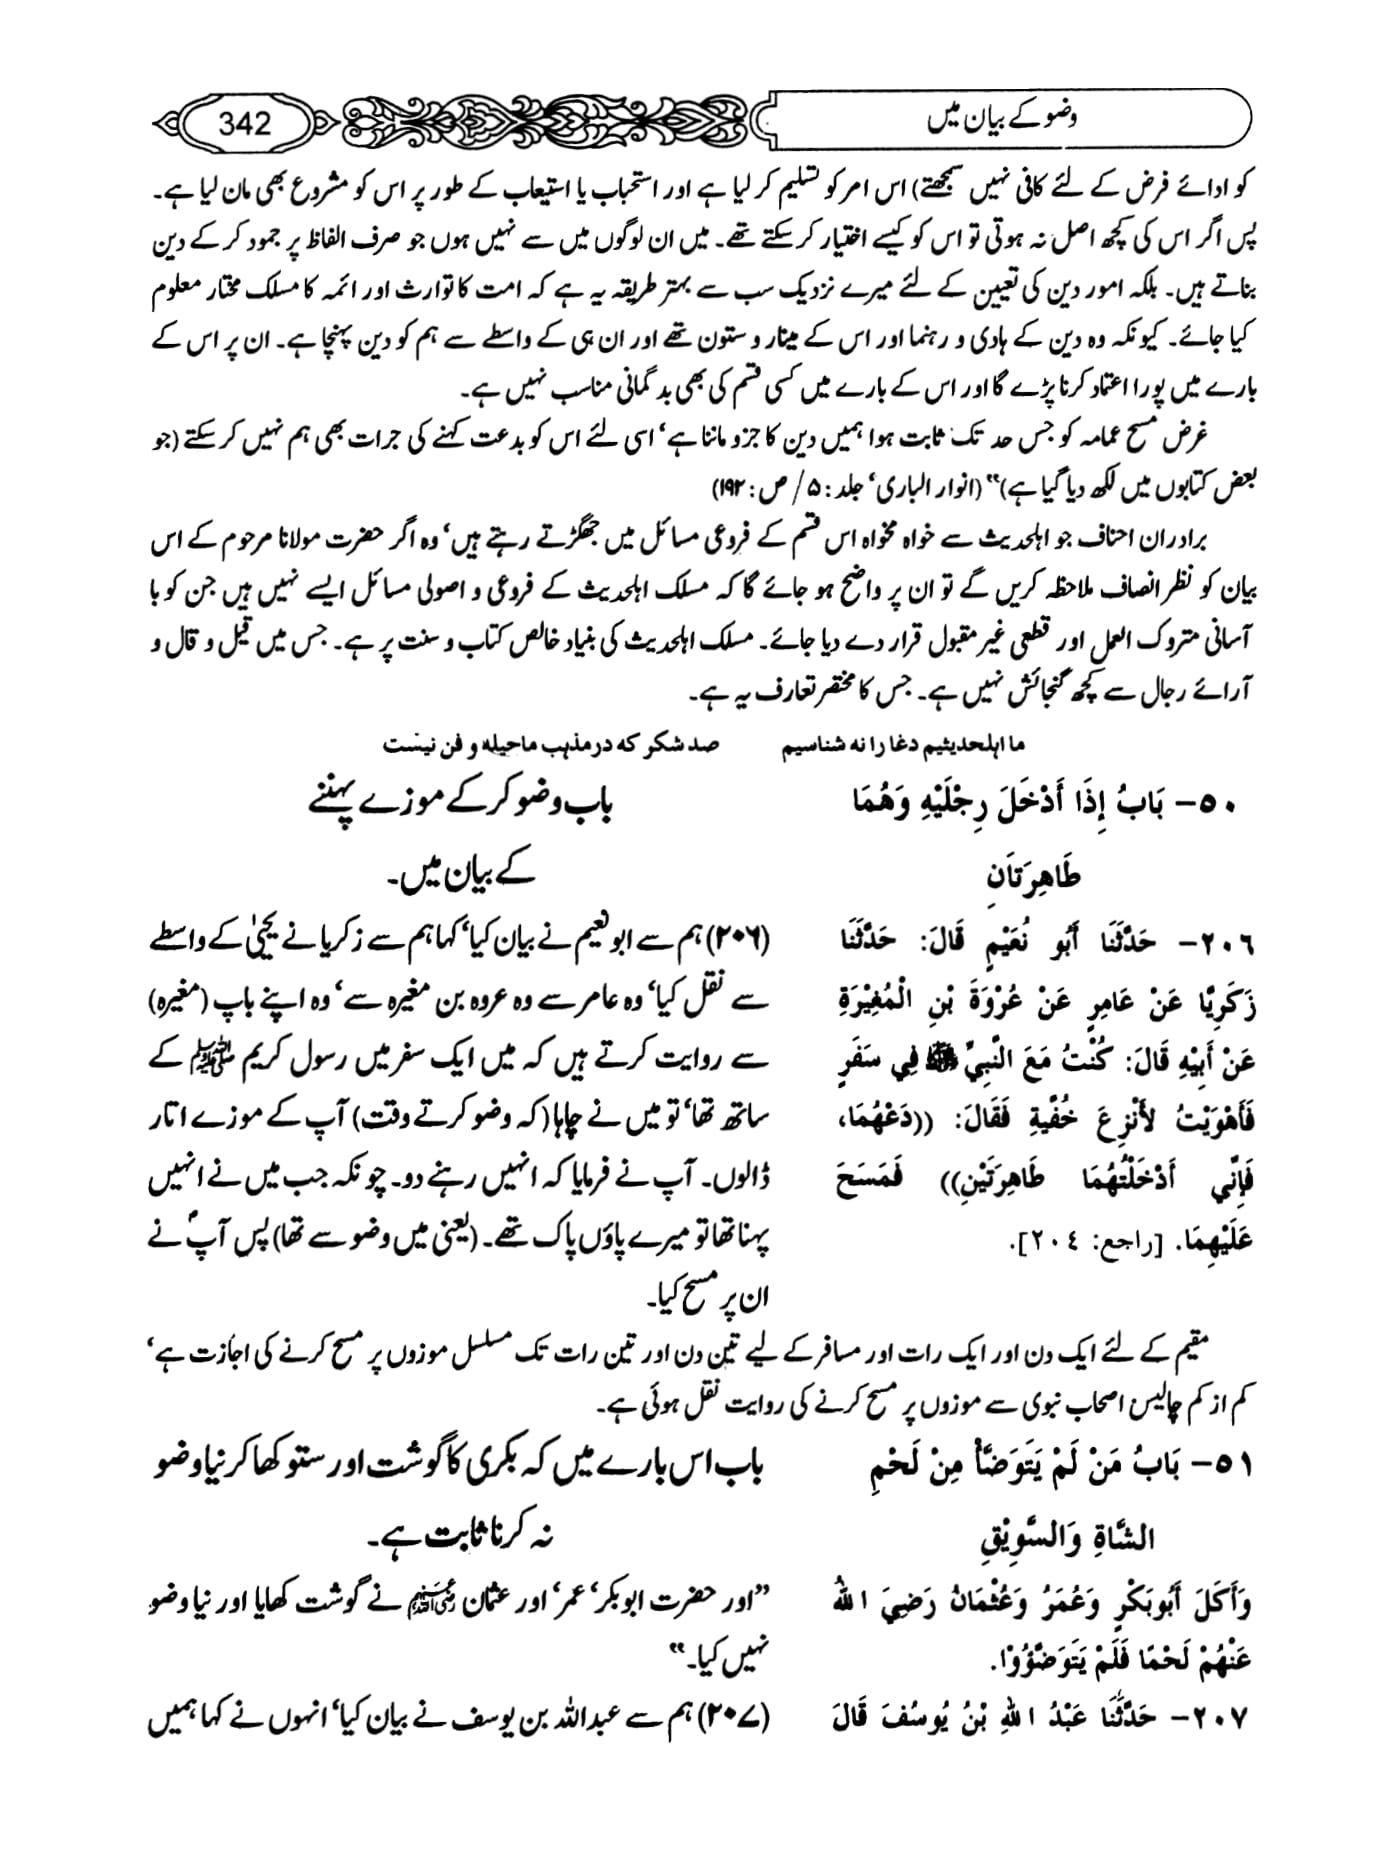 وضو کے بیان میں
342
کو ادائے فرض کے لئے کافی نہیں سمجھتے) اس امر کو تسلیم کر لیا ہے اور استحباب یا استیعاب کے طور پر اس کو مشروع بھی مان لیا ہے۔
پس اگر اس کی کچھ اصل نہ ہوتی تو اس کو کیسے اختیار کر سکتے تھے۔ میں ان لوگوں میں سے نہیں ہوں جو صرف الفاظ پر جمود کر کے دین
بناتے ہیں۔ بلکہ امور دین کی تعیین کے لئے میرے نزدیک سب سے بہتر طریقہ یہ ہے کہ امت کا توارث اور ائمہ کا مسلک مختار معلوم
کیا جائے۔ کیونکہ وہ دین کے ہادی و رہنما اور اس کے مینار و ستون تھے اور ان ہی کے واسطے سے ہم کو دین پہنچا ہے۔ ان پر اس کے
بارے میں پورا اعتماد کرنا پڑے گا اور اس کے بارے میں کسی قسم کی بھی بد گمانی مناسب نہیں ہے۔
غرض مسح عمامہ کو جس حد تک ثابت ہوا ہمیں دین کا جزو ماننا ہے‘ اسی لئے اس کو بدعت کہنے کی جرات بھی ہم نہیں کر سکتے (جو
بعض کتابوں میں لکھ دیا گیا ہے)“ (انوار الباری‘ جلد: ۵/ ص: ۱۹۲)
برادران احناف جو اہلحدیث سے خواہ مخواہ اس قسم کے فروعی مسائل میں جھگڑتے رہتے ہیں‘ وہ اگر حضرت مولانا مرحوم کے اس
بیان کو نظر انصاف ملاحظہ کریں گے تو ان پر واضح ہو جائے گا کہ مسلک اہلحدیث کے فروعی و اصولی مسائل ایسے نہیں ہیں جن کو با
آسانی متروک العمل اور قطعی غیر مقبول قرار دے دیا جائے۔ مسلک اہلحدیث کی بنیاد خالص کتاب و سنت پر ہے۔ جس میں قیل و قال و
آرائے رجال سے کچھ گنجائش نہیں ہے۔ جس کا مختصر تعارف یہ ہے۔
ما اہلحدیثیم دغا را نہ شناسیم صد شکر کہ در مذہب ما حیلہ و فن نیست
٥٠- بَابُ إِذَا أَدْخَلَ رِجْلَيْهِ وَهُمَا
طَاهِرَتَانِ
باب وضو کر کے موزے پہننے
کے بیان میں۔
٢٠٦- حَدَّثَنَا أَبُو نُعَيْمٍ قَالَ: حَدَّثَنَا
زَكَرِيَّا عَنْ عَامِرٍ عَنْ عُرْوَةَ بْنِ الْمُغِيْرَةِ
عَنْ أَبِيْهِ قَالَ: كُنْتُ مَعَ النَّبِيِّ ﷺ فِي سَفَرٍ
فَأَهْوَيْتُ لأَنْزِعَ خُفَّيْهِ فَقَالَ: ((دَعْهُمَا،
فَإِنِّي أَدْخَلْتُهُمَا طَاهِرَتَيْنِ)) فَمَسَحَ
عَلَيْهِمَا. [راجع: ٢٠٤].
(۲۰۶) ہم سے ابو نعیم نے بیان کیا‘ کہا ہم سے زکریا نے یحییٰ کے واسطے
سے نقل کیا‘ وہ عامر سے وہ عروہ بن مغیرہ سے‘ وہ اپنے باپ (مغیرہ)
سے روایت کرتے ہیں کہ میں ایک سفر میں رسول کریم ﷺ کے
ساتھ تھا‘ تو میں نے چاہا (کہ وضو کرتے وقت) آپ کے موزے اتار
ڈالوں۔ آپ نے فرمایا کہ انہیں رہنے دو۔ چونکہ جب میں نے انہیں
پہنا تھا تو میرے پاؤں پاک تھے۔ (یعنی میں وضو سے تھا) پس آپؐ نے
ان پر مسح کیا۔
مقیم کے لئے ایک دن اور ایک رات اور مسافر کے لیے تین دن اور تین رات تک مسلسل موزوں پر مسح کرنے کی اجازت ہے‘
کم از کم چالیس اصحاب نبوی سے موزوں پر مسح کرنے کی روایت نقل ہوئی ہے۔
٥١- بَابُ مَنْ لَمْ يَتَوَضَّأْ مِنْ لَحْمِ
الشَّاةِ وَالسَّوِيْقِ
باب اس بارے میں کہ بکری کا گوشت اور ستو کھا کر نیا وضو
نہ کرنا ثابت ہے۔
وَأَكَلَ أَبُوبَكْرٍ وَعُمَرُ وَعُثْمَانُ رَضِيَ اللهُ
عَنْهُمْ لَحْمًا فَلَمْ يَتَوَضَّؤُوْا.
”اور حضرت ابوبکر‘ عمر‘ اور عثمان رضی اللہ عنہم نے گوشت کھایا اور نیا وضو
نہیں کیا۔“
٢٠٧- حَدَّثَنَا عَبْدُ اللهِ بْنُ يُوسُفَ قَالَ
(۲۰۷) ہم سے عبداللہ بن یوسف نے بیان کیا‘ انہوں نے کہا ہمیں